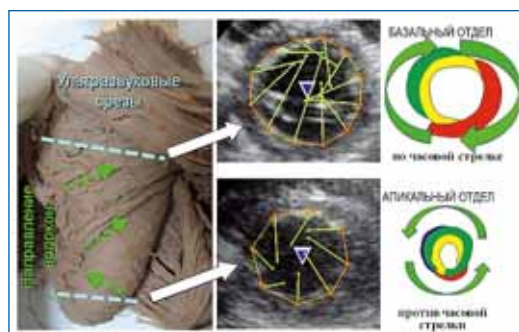 Ультразвуковые
срезы
Направление
волокон
БАЗАЛЬНЫЙ ОТДЕЛ
по часовой стрелке
АПИКАЛЬНЫЙ ОТДЕЛ
против часовой
стрелки